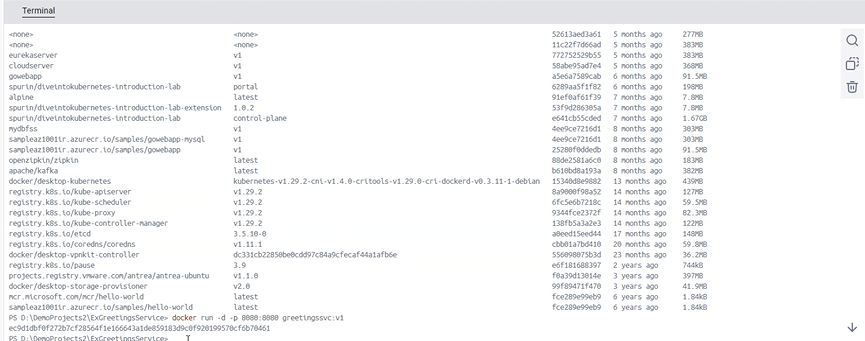 Terminal
<none> <none> 52613aed3a61 5 months ago 277MB
<none> <none> 11c22f7d66ad 5 months ago 383MB
eurekaserver v1 772752529b55 5 months ago 383MB
cloudserver v1 58abe95ad7e4 5 months ago 368MB
gowebapp v1 a5e6a7589cab 6 months ago 91.5MB
spurin/diveintokubernetes-introduction-lab portal 6289aa5f1f82 6 months ago 198MB
alpine latest 91ef0af61f39 7 months ago 7.8MB
spurin/diveintokubernetes-introduction-lab-extension 1.0.2 53f9d286305a 7 months ago 7.8MB
spurin/diveintokubernetes-introduction-lab control-plane e641cb55cded 7 months ago 1.67GB
mydbfss v1 4ee9ce7216d1 8 months ago 303MB
sampleaz1001ir.azurecr.io/samples/gowebapp-mysql v1 4ee9ce7216d1 8 months ago 303MB
sampleaz1001ir.azurecr.io/samples/gowebapp v1 25280f0ddedb 8 months ago 91.5MB
openzipkin/zipkin latest 88de2581a6c0 8 months ago 183MB
apache/kafka latest b610bd8a193a 8 months ago 382MB
docker/desktop-kubernetes kubernetes-v1.29.2-cni-v1.4.0-critools-v1.29.0-cri-dockerd-v0.3.11-1-debian 15340d8e9882 13 months ago 439MB
registry.k8s.io/kube-apiserver v1.29.2 8a9000f98a52 14 months ago 127MB
registry.k8s.io/kube-scheduler v1.29.2 6fc5e6b7218c 14 months ago 59.5MB
registry.k8s.io/kube-proxy v1.29.2 9344fce2372f 14 months ago 82.3MB
registry.k8s.io/kube-controller-manager v1.29.2 138fb5a3a2e3 14 months ago 122MB
registry.k8s.io/etcd 3.5.10-0 a0eed15eed44 17 months ago 148MB
registry.k8s.io/coredns/coredns v1.11.1 cbb01a7bd410 20 months ago 59.8MB
docker/desktop-vpnkit-controller dc331cb22850be0cdd97c84a9cfecaf44a1afb6e 556098075b3d 23 months ago 36.2MB
registry.k8s.io/pause 3.9 e6f181688397 2 years ago 744kB
projects.registry.vmware.com/antrea/antrea-ubuntu v1.1.0 f0a39d13014e 3 years ago 397MB
docker/desktop-storage-provisioner v2.0 99f89471f470 3 years ago 41.9MB
mcr.microsoft.com/mcr/hello-world latest fce289e99eb9 6 years ago 1.84kB
sampleaz1001ir.azurecr.io/samples/hello-world latest fce289e99eb9 6 years ago 1.84kB
PS D:\DemoProjects2\ExGreetingsService> docker run -d -p 8080:8080 greetingssvc:v1
ec9d1dbf0f272b7cf28564f1e166643a1de859183d9c0f920199570cf6b70461
PS D:\DemoProjects2\ExGreetingsService>